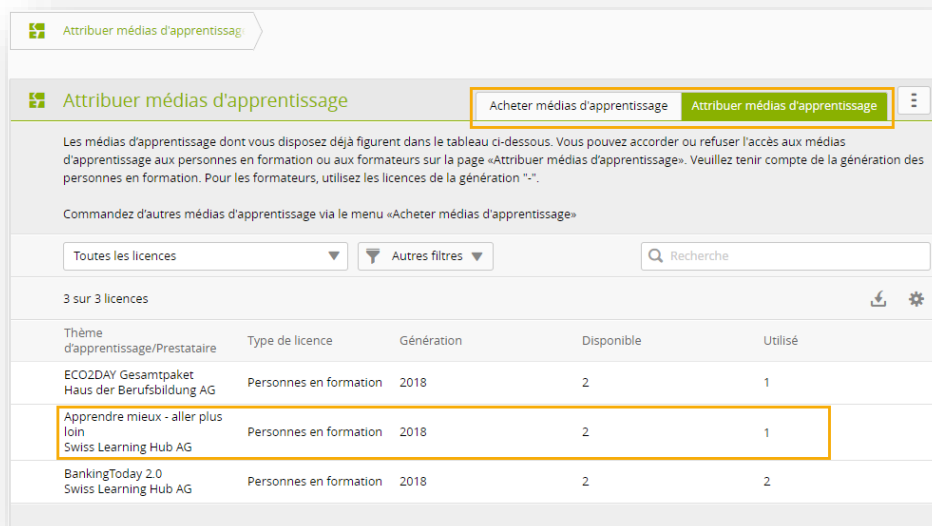 Attribuer médias d'apprentissage
Attribuer médias d'apprentissage
Acheter médias d'apprentissage
Attribuer médias d'apprentissage
Les médias d'apprentissage dont vous disposez déjà figurent dans le tableau ci-dessous. Vous pouvez accorder ou refuser l'accès aux médias
d'apprentissage aux personnes en formation ou aux formateurs sur la page «Attribuer médias d'apprentissage». Veuillez tenir compte de la génération des
personnes en formation. Pour les formateurs, utilisez les licences de la génération "-".
Commandez d'autres médias d'apprentissage via le menu «Acheter médias d'apprentissage»
Toutes les licences
Autres filtres
Recherche
3 sur 3 licences
Thème
d'apprentissage/Prestataire
Type de licence
Génération
Disponible
Utilisé
ECO2DAY Gesamtpaket
Haus der Berufsbildung AG
Personnes en formation
2018
2
1
Apprendre mieux - aller plus
loin
Swiss Learning Hub AG
Personnes en formation
2018
2
1
BankingToday 2.0
Swiss Learning Hub AG
Personnes en formation
2018
2
2